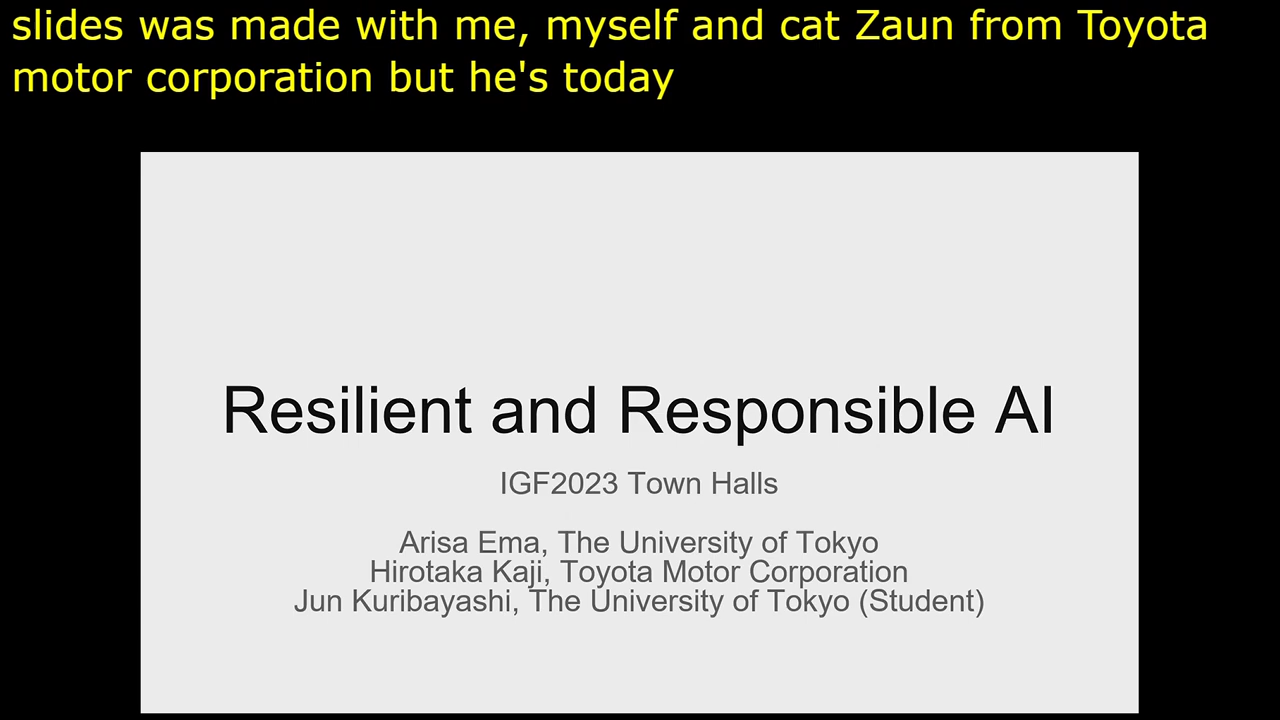 slides was made with me, myself and cat Zaun from Toyota
motor corporation but he's today
Resilient and Responsible AI
IGF2023 Town Halls
Arisa Ema, The University of Tokyo
Hirotaka Kaji, Toyota Motor Corporation
Jun Kuribayashi, The University of Tokyo (Student)